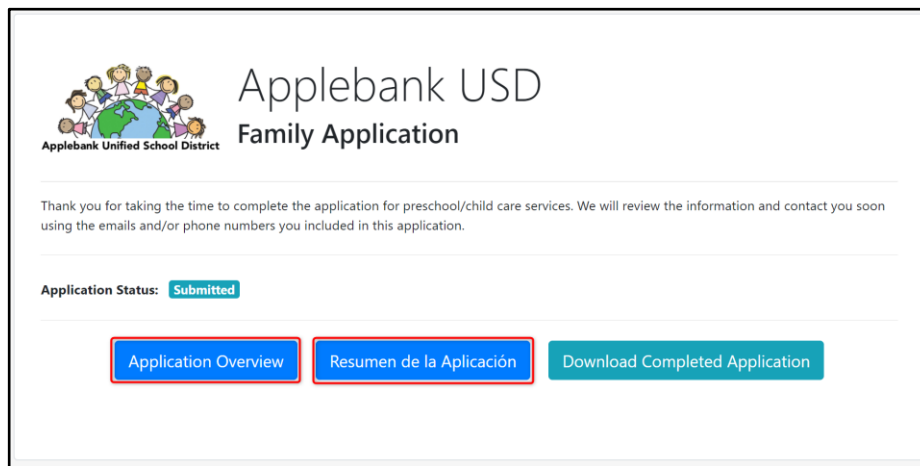 Applebank USD
Family Application
Applebank Unified School District
Thank you for taking the time to complete the application for preschool/child care services. We will review the information and contact you soon
using the emails and/or phone numbers you included in this application.
Application Status: Submitted
Application Overview
Resumen de la Aplicación
Download Completed Application